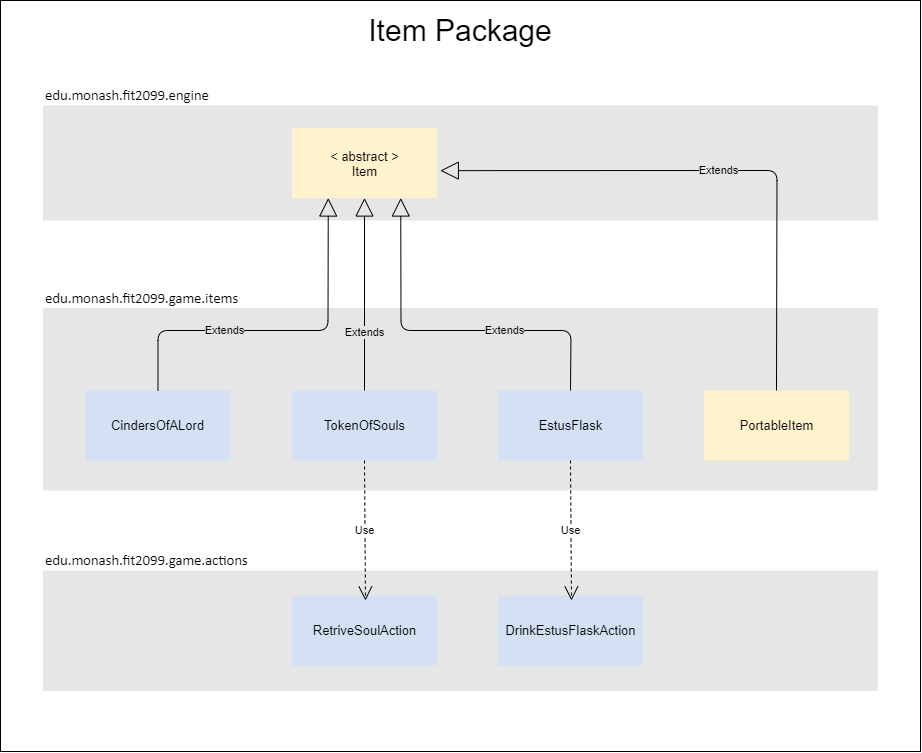 Item Package
edu.monash.fit2099.engine
< abstract >
Item
Extends
edu.monash.fit2099.game.items
Extends
Extends
Extends
CindersOfALord
TokenOfSouls
EstusFlask
PortableItem
Use
Use
edu.monash.fit2099.game.actions
RetriveSoulAction
DrinkEstusFlaskAction